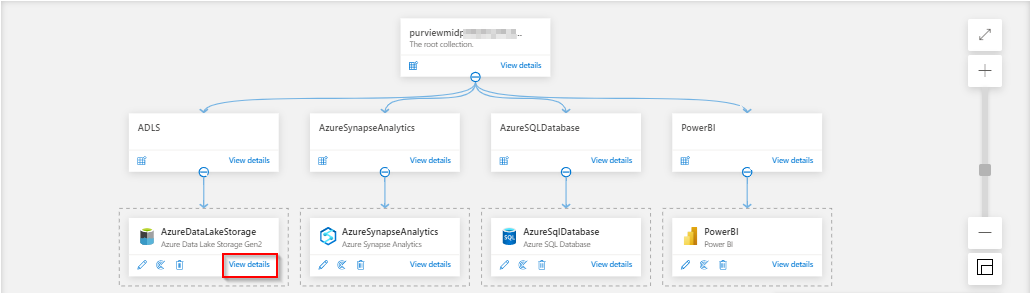 purviewmidp
The root collection.
View details
ADLS
View details
AzureSynapseAnalytics
View details
AzureSQLDatabase
View details
PowerBI
View details
AzureDataLakeStorage
Azure Data Lake Storage Gen2
View details
AzureSynapseAnalytics
Azure Synapse Analytics
View details
SQL
AzureSqlDatabase
Azure SQL Database
View details
PowerBI
Power BI
View details